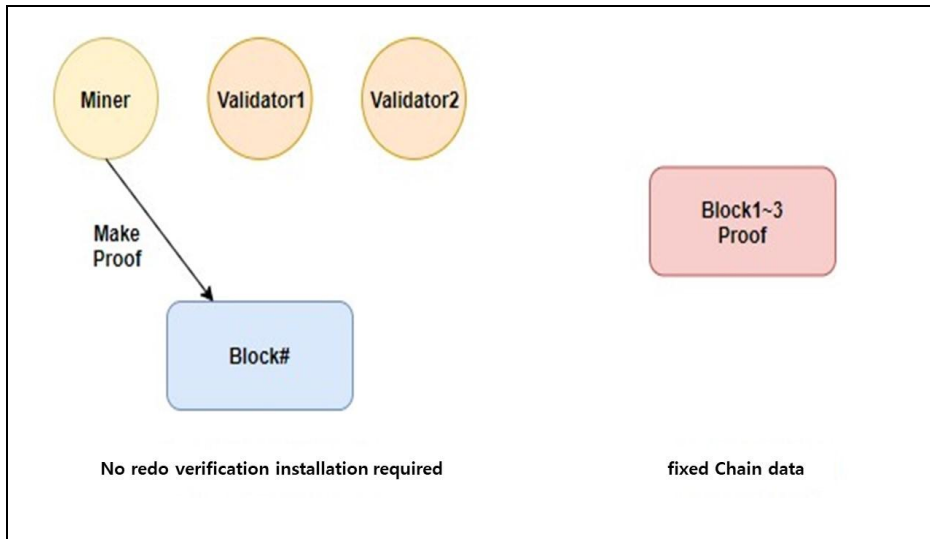 Miner
Validator1
Validator2
Make
Proof
Block#
Block1~3
Proof
No redo verification installation required
fixed Chain data